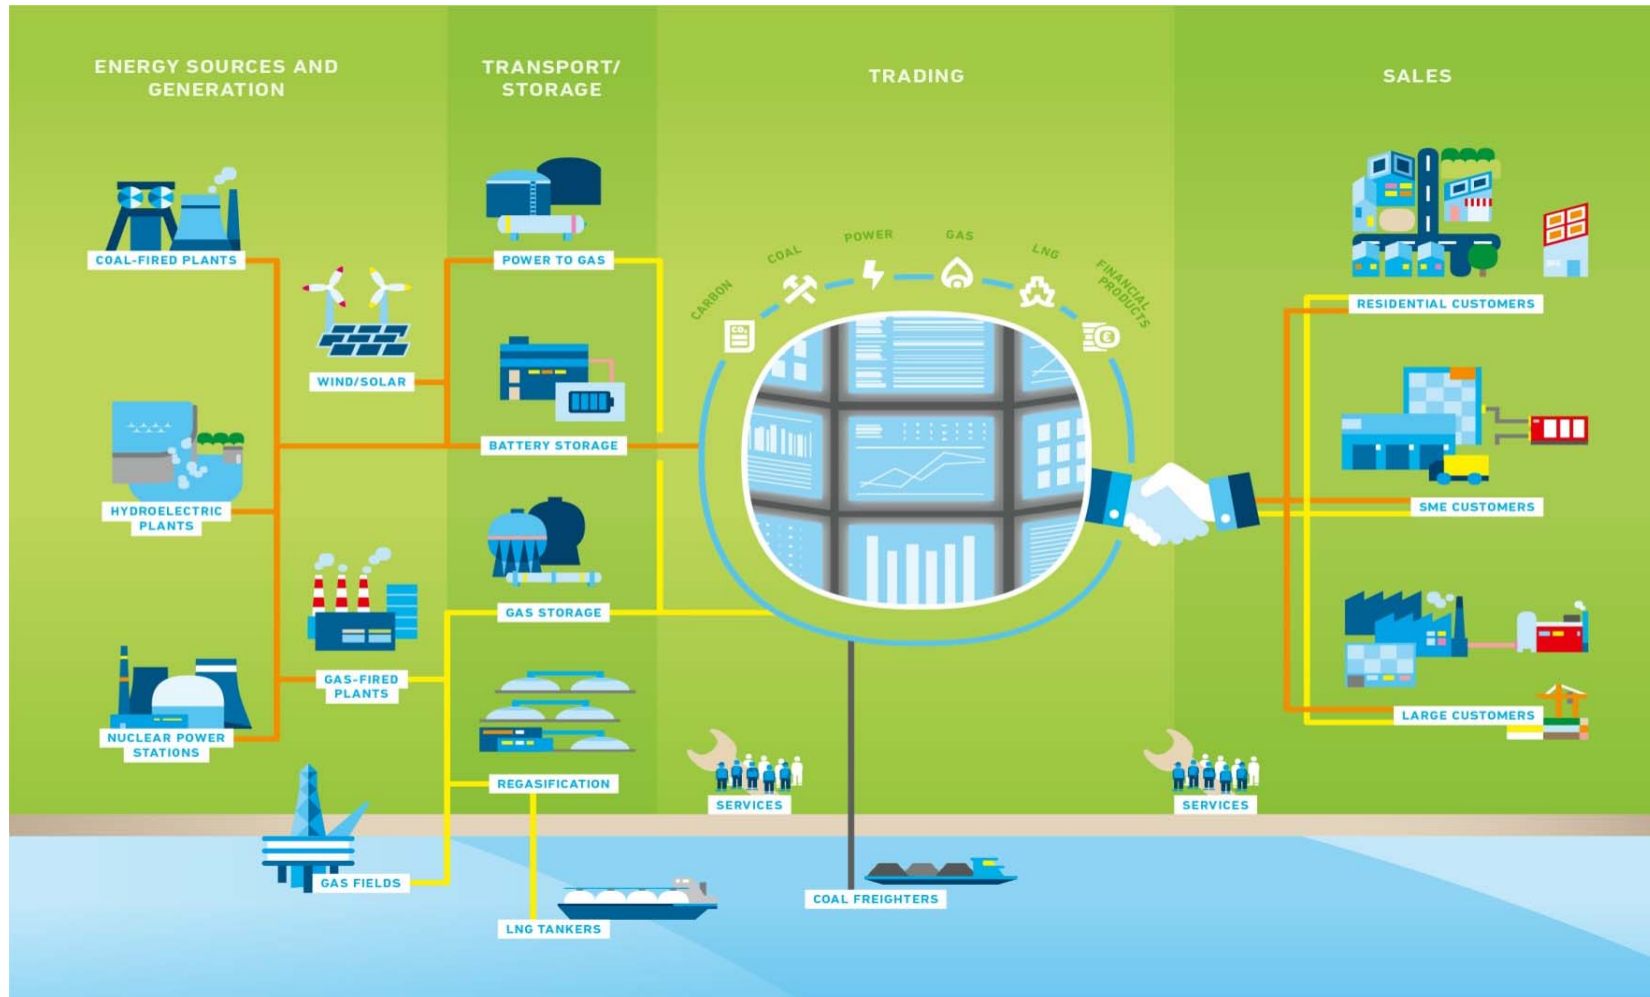 ENERGY SOURCES AND
GENERATION
TRANSPORT/
STORAGE
TRADING
SALES
COAL-FIRED PLANTS
WIND/SOLAR
HYDROELECTRIC
PLANTS
GAS-FIRED
PLANTS
NUCLEAR POWER
STATIONS
GAS FIELDS
POWER TO GAS
BATTERY STORAGE
GAS STORAGE
REGASIFICATION
LNG TANKERS
CARBON
COAL
POWER
GAS
LNG
FINANCIAL
PRODUCTS
CO₂
€
SERVICES
COAL FREIGHTERS
SERVICES
RESIDENTIAL CUSTOMERS
SME CUSTOMERS
LARGE CUSTOMERS